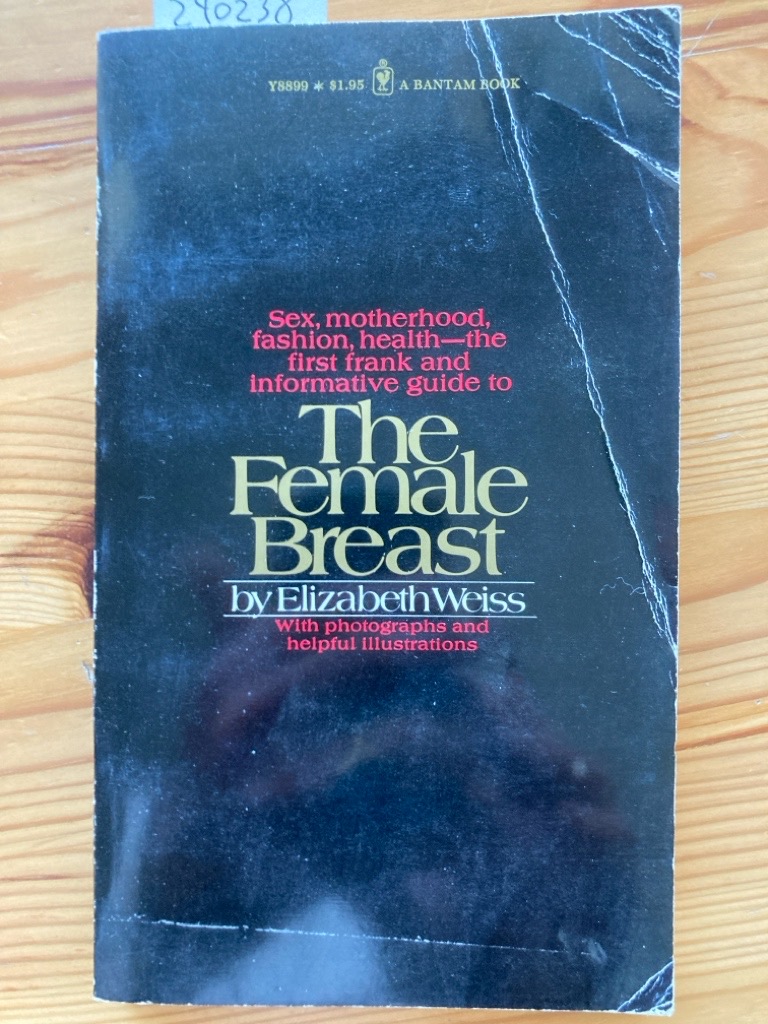 240238
Y8899 * $1.95 ® A BANTAM BOOK
Sex, motherhood,
fashion, health—the
first frank and
informative guide to
The
Female
Breast
by Elizabeth Weiss
With photographs and
helpful illustrations